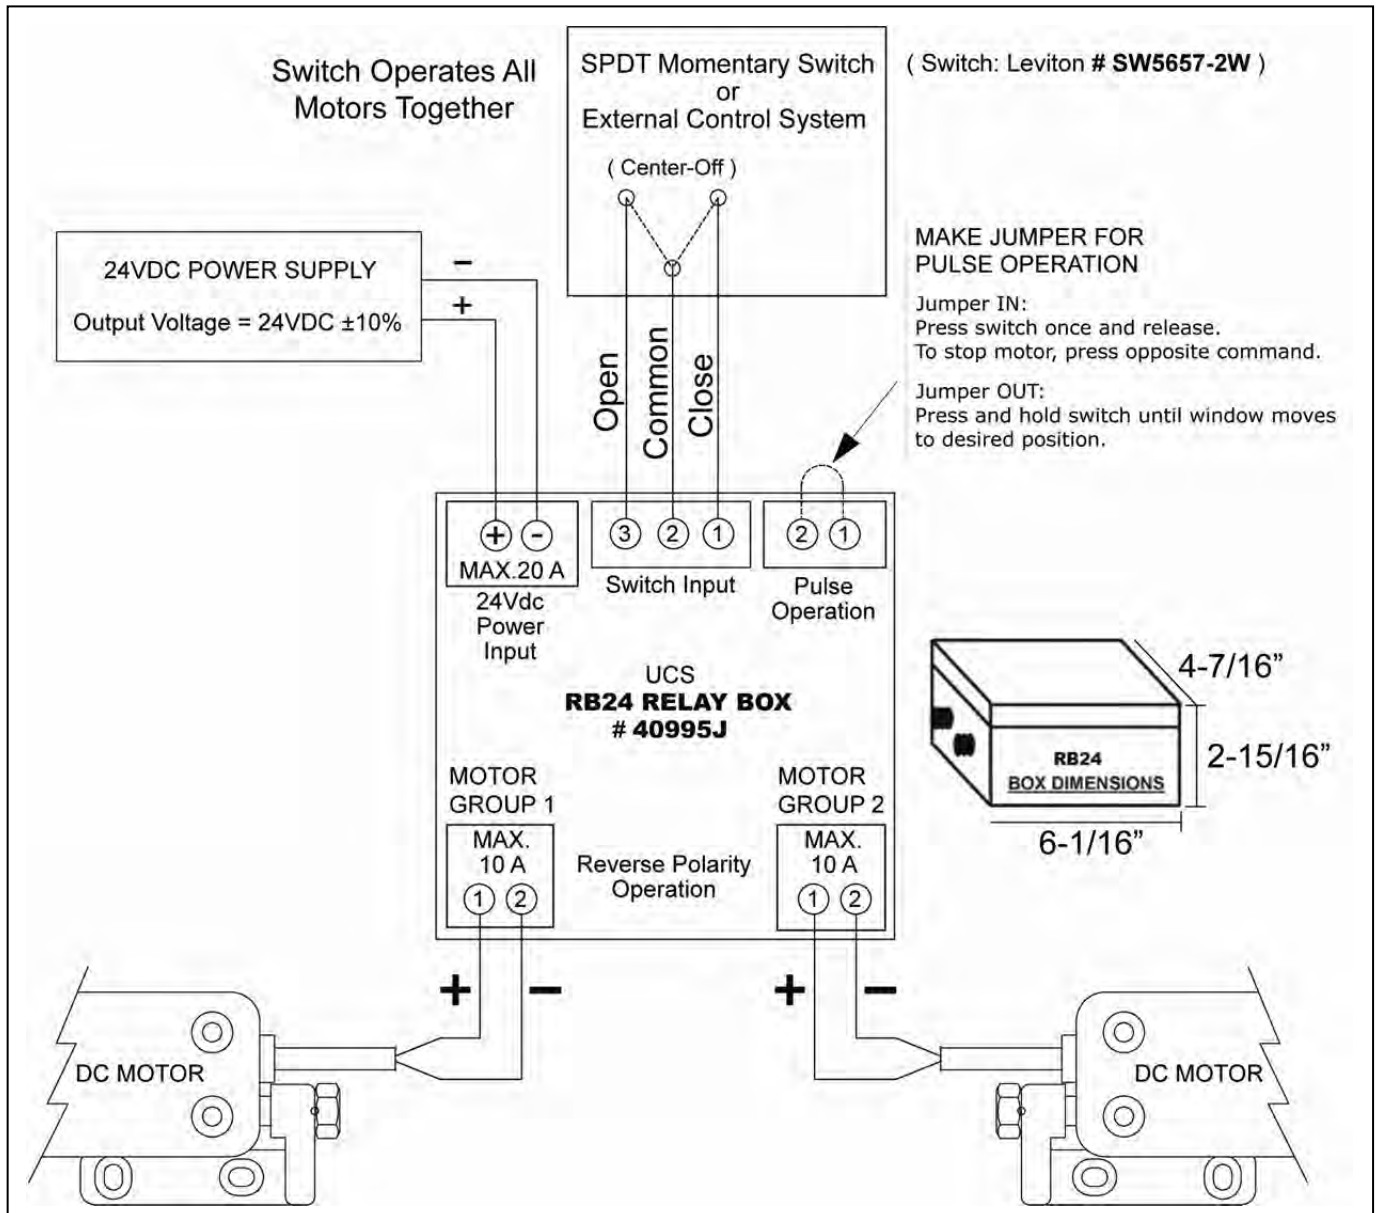 Switch Operates All
Motors Together
SPDT Momentary Switch
or
External Control System
( Center-Off )
( Switch: Leviton # SW5657-2W )
24VDC POWER SUPPLY
Output Voltage = 24VDC ±10%
−
+
Open
Common
Close
MAKE JUMPER FOR
PULSE OPERATION
Jumper IN:
Press switch once and release.
To stop motor, press opposite command.
Jumper OUT:
Press and hold switch until window moves
to desired position.
+ -
MAX.20 A
24Vdc
Power
Input
3 2 1
Switch Input
2 1
Pulse
Operation
UCS
RB24 RELAY BOX
# 40995J
4-7/16”
2-15/16”
6-1/16”
RB24
BOX DIMENSIONS
MOTOR
GROUP 1
MAX.
10 A
1 2
Reverse Polarity
Operation
MOTOR
GROUP 2
MAX.
10 A
1 2
+ −
+ −
DC MOTOR
DC MOTOR